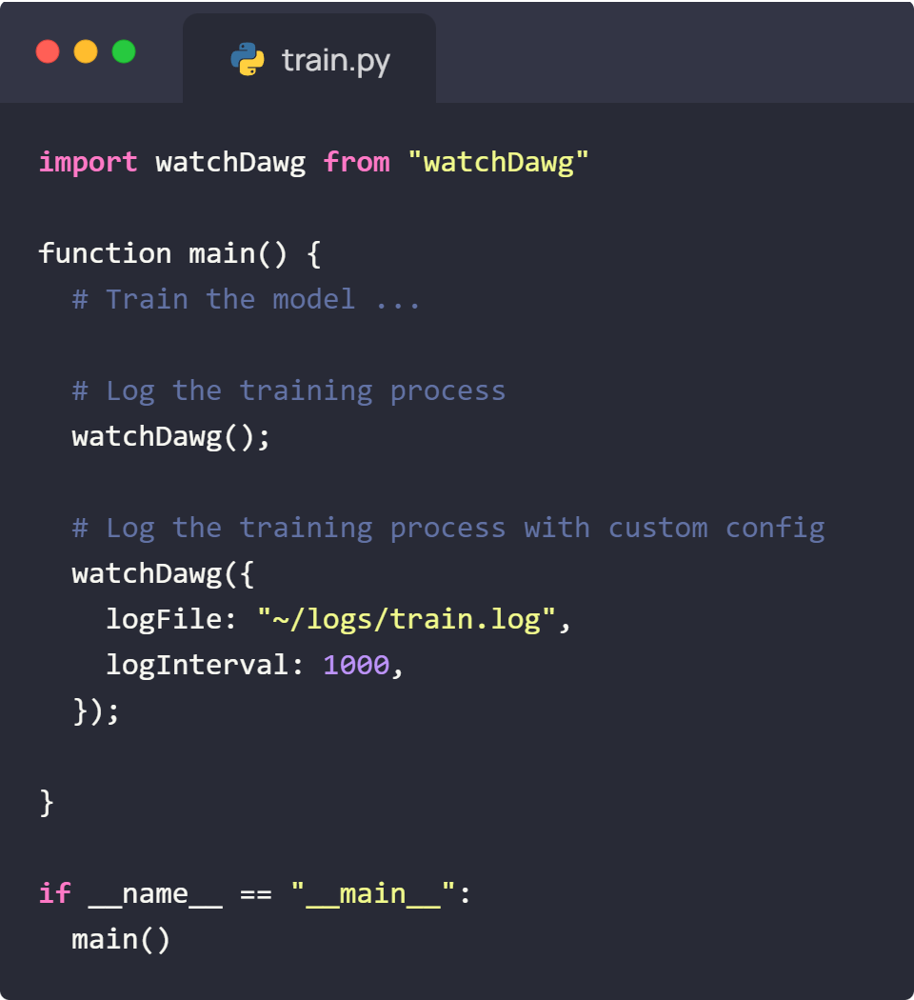 train.py
import watchDawg from "watchDawg"
function main() {
# Train the model ...
# Log the training process
watchDawg();
# Log the training process with custom config
watchDawg({
logFile: "~/logs/train.log",
logInterval: 1000,
});
}
if __name__ == "__main__":
main()